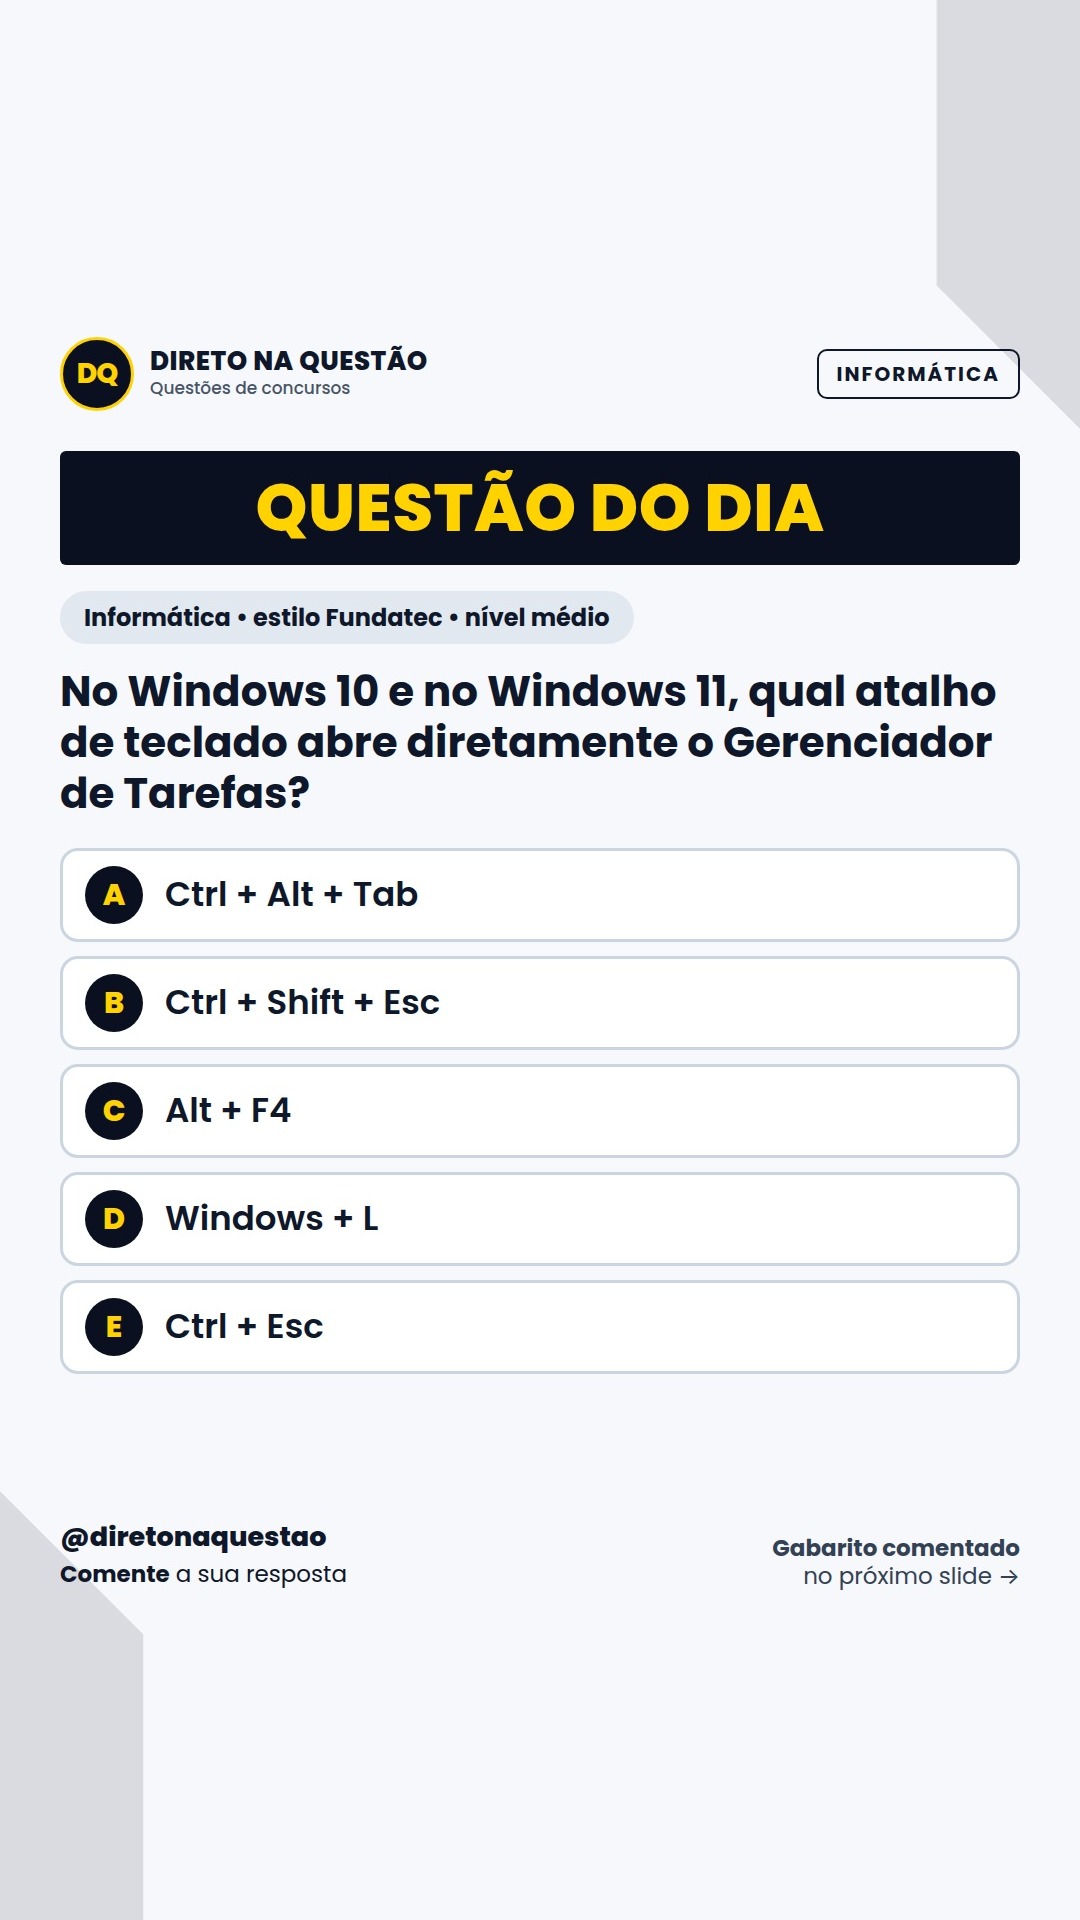 DQ
DIRETO NA QUESTÃO
Questões de concursos
INFORMÁTICA
QUESTÃO DO DIA
Informática • estilo Fundatec • nível médio
No Windows 10 e no Windows 11, qual atalho
de teclado abre diretamente o Gerenciador
de Tarefas?
A Ctrl + Alt + Tab
B Ctrl + Shift + Esc
C Alt + F4
D Windows + L
E Ctrl + Esc
@diretonaquestao
Comente a sua resposta
Gabarito comentado
no próximo slide →